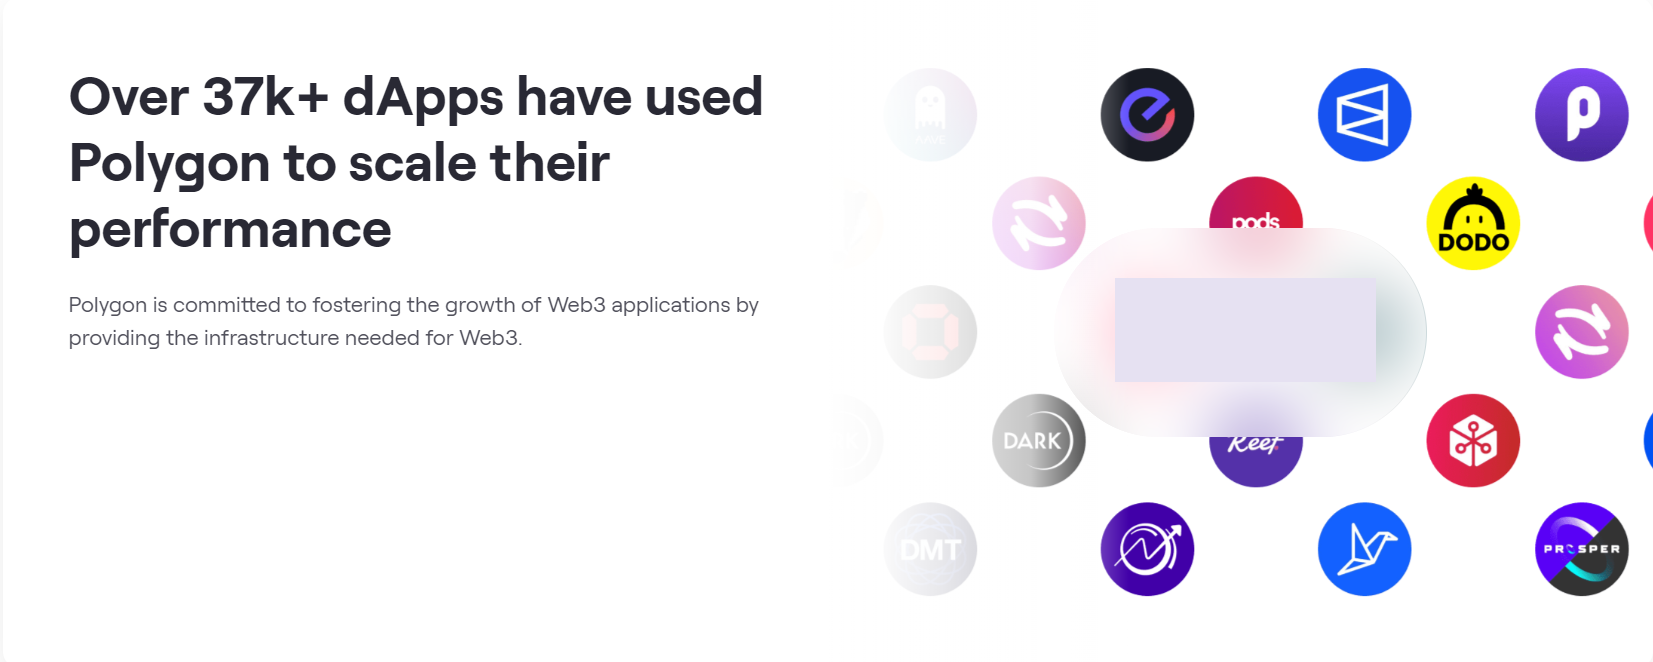 Over 37k+ dApps have used
Polygon to scale their
performance
Polygon is committed to fostering the growth of Web3 applications by
providing the infrastructure needed for Web3.
AAVE
pods
DODO
DARK
Reef
DMT
PROSPER